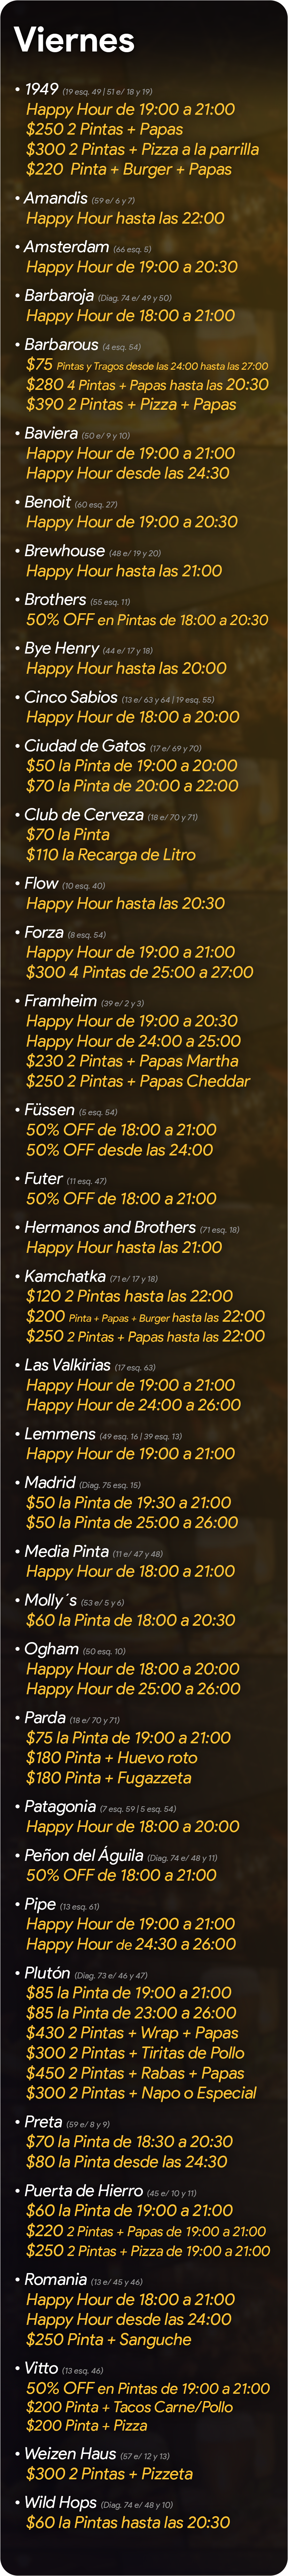 Viernes
• 1949 (19 esq. 49 | 51 e/ 18 y 19)
Happy Hour de 19:00 a 21:00
$250 2 Pintas + Papas
$300 2 Pintas + Pizza a la parrilla
$220 Pinta + Burger + Papas
• Amandis (59 e/ 6 y 7)
Happy Hour hasta las 22:00
• Amsterdam (66 esq. 5)
Happy Hour de 19:00 a 20:30
• Barbaroja (Diag. 74 e/ 49 y 50)
Happy Hour de 18:00 a 21:00
• Barbarous (4 esq. 54)
$75 Pintas y Tragos desde las 24:00 hasta las 27:00
$280 4 Pintas + Papas hasta las 20:30
$390 2 Pintas + Pizza + Papas
• Baviera (50 e/ 9 y 10)
Happy Hour de 19:00 a 21:00
Happy Hour desde las 24:30
• Benoit (60 esq. 27)
Happy Hour de 19:00 a 20:30
• Brewhouse (48 e/ 19 y 20)
Happy Hour hasta las 21:00
• Brothers (55 esq. 11)
50% OFF en Pintas de 18:00 a 20:30
• Bye Henry (44 e/ 17 y 18)
Happy Hour hasta las 20:00
• Cinco Sabios (13 e/ 63 y 64 | 19 esq. 55)
Happy Hour de 18:00 a 20:00
• Ciudad de Gatos (17 e/ 69 y 70)
$50 la Pinta de 19:00 a 20:00
$70 la Pinta de 20:00 a 22:00
• Club de Cerveza (18 e/ 70 y 71)
$70 la Pinta
$110 la Recarga de Litro
• Flow (10 esq. 40)
Happy Hour hasta las 20:30
• Forza (8 esq. 54)
Happy Hour de 19:00 a 21:00
$300 4 Pintas de 25:00 a 27:00
• Framheim (39 e/ 2 y 3)
Happy Hour de 19:00 a 20:30
Happy Hour de 24:00 a 25:00
$230 2 Pintas + Papas Martha
$250 2 Pintas + Papas Cheddar
• Füssen (5 esq. 54)
50% OFF de 18:00 a 21:00
50% OFF desde las 24:00
• Futer (11 esq. 47)
50% OFF de 18:00 a 21:00
• Hermanos and Brothers (71 esq. 18)
Happy Hour hasta las 21:00
• Kamchatka (71 e/ 17 y 18)
$120 2 Pintas hasta las 22:00
$200 Pinta + Papas + Burger hasta las 22:00
$250 2 Pintas + Papas hasta las 22:00
• Las Valkirias (17 esq. 63)
Happy Hour de 19:00 a 21:00
Happy Hour de 24:00 a 26:00
• Lemmens (49 esq. 16 | 39 esq. 13)
Happy Hour de 19:00 a 21:00
• Madrid (Diag. 75 esq. 15)
$50 la Pinta de 19:30 a 21:00
$50 la Pinta de 25:00 a 26:00
• Media Pinta (11 e/ 47 y 48)
Happy Hour de 18:00 a 21:00
• Molly´s (53 e/ 5 y 6)
$60 la Pinta de 18:00 a 20:30
• Ogham (50 esq. 10)
Happy Hour de 18:00 a 20:00
Happy Hour de 25:00 a 26:00
• Parda (18 e/ 70 y 71)
$75 la Pinta de 19:00 a 21:00
$180 Pinta + Huevo roto
$180 Pinta + Fugazzeta
• Patagonia (7 esq. 59 | 5 esq. 54)
Happy Hour de 18:00 a 20:00
• Peñon del Águila (Diag. 74 e/ 48 y 11)
50% OFF de 18:00 a 21:00
• Pipe (13 esq. 61)
Happy Hour de 19:00 a 21:00
Happy Hour de 24:30 a 26:00
• Plutón (Diag. 73 e/ 46 y 47)
$85 la Pinta de 19:00 a 21:00
$85 la Pinta de 23:00 a 26:00
$430 2 Pintas + Wrap + Papas
$300 2 Pintas + Tiritas de Pollo
$450 2 Pintas + Rabas + Papas
$300 2 Pintas + Napo o Especial
• Preta (59 e/ 8 y 9)
$70 la Pinta de 18:30 a 20:30
$80 la Pinta desde las 24:30
• Puerta de Hierro (45 e/ 10 y 11)
$60 la Pinta de 19:00 a 21:00
$220 2 Pintas + Papas de 19:00 a 21:00
$250 2 Pintas + Pizza de 19:00 a 21:00
• Romania (13 e/ 45 y 46)
Happy Hour de 18:00 a 21:00
Happy Hour desde las 24:00
$250 Pinta + Sanguche
• Vitto (13 esq. 46)
50% OFF en Pintas de 19:00 a 21:00
$200 Pinta + Tacos Carne/Pollo
$200 Pinta + Pizza
• Weizen Haus (57 e/ 12 y 13)
$300 2 Pintas + Pizzeta
• Wild Hops (Diag. 74 e/ 48 y 10)
$60 la Pintas hasta las 20:30